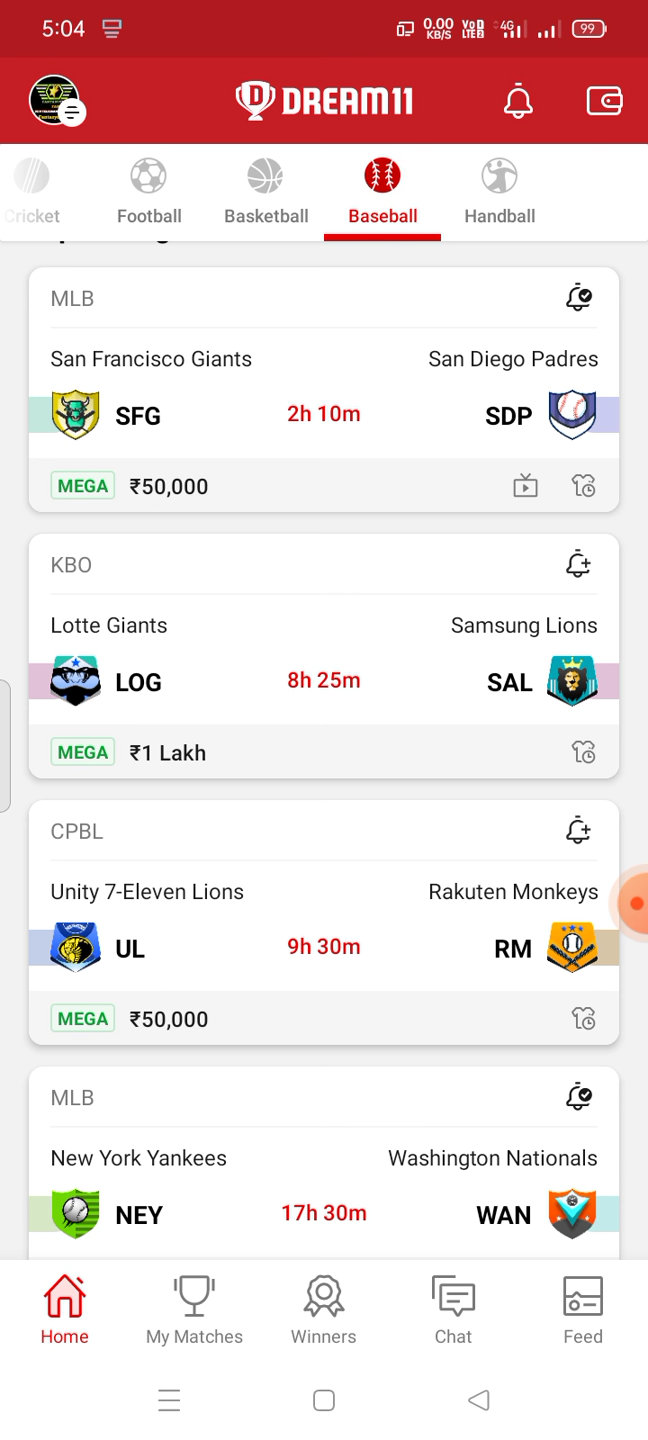 5:04
0.00 KB/S VoD LTE2 4G 99
DREAM11
Cricket Football Basketball Baseball Handball
MLB
San Francisco Giants San Diego Padres
SFG 2h 10m SDP
MEGA ₹50,000
KBO
Lotte Giants Samsung Lions
LOG 8h 25m SAL
MEGA ₹1 Lakh
CPBL
Unity 7-Eleven Lions Rakuten Monkeys
UL 9h 30m RM
MEGA ₹50,000
MLB
New York Yankees Washington Nationals
NEY 17h 30m WAN
Home My Matches Winners Chat Feed